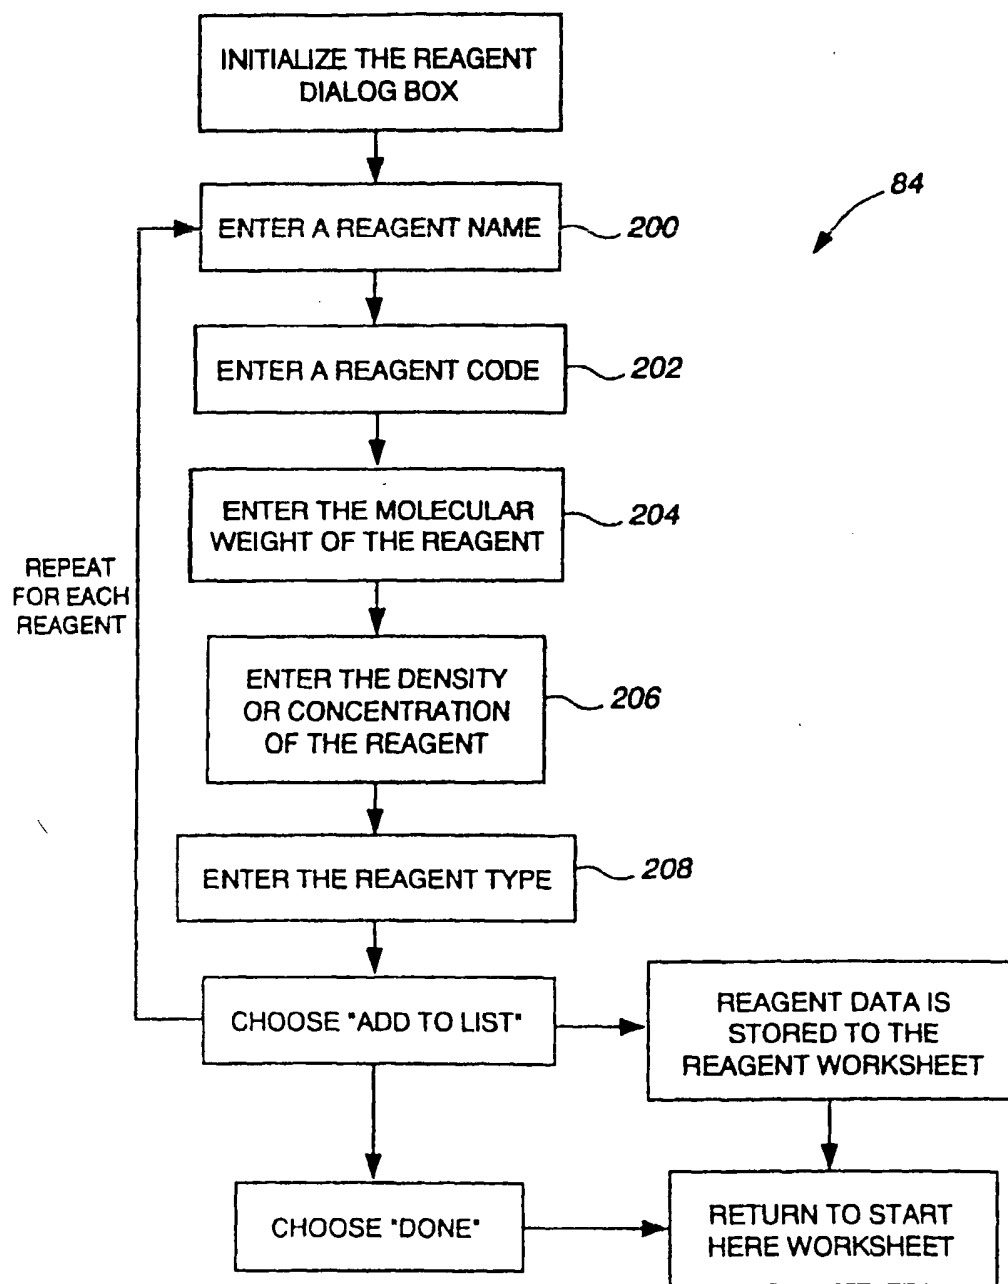 INITIALIZE THE REAGENT
DIALOG BOX
84
ENTER A REAGENT NAME
200
ENTER A REAGENT CODE
202
ENTER THE MOLECULAR
WEIGHT OF THE REAGENT
204
REPEAT
FOR EACH
REAGENT
ENTER THE DENSITY
OR CONCENTRATION
OF THE REAGENT
206
ENTER THE REAGENT TYPE
208
CHOOSE "ADD TO LIST"
REAGENT DATA IS
STORED TO THE
REAGENT WORKSHEET
CHOOSE "DONE"
RETURN TO START
HERE WORKSHEET